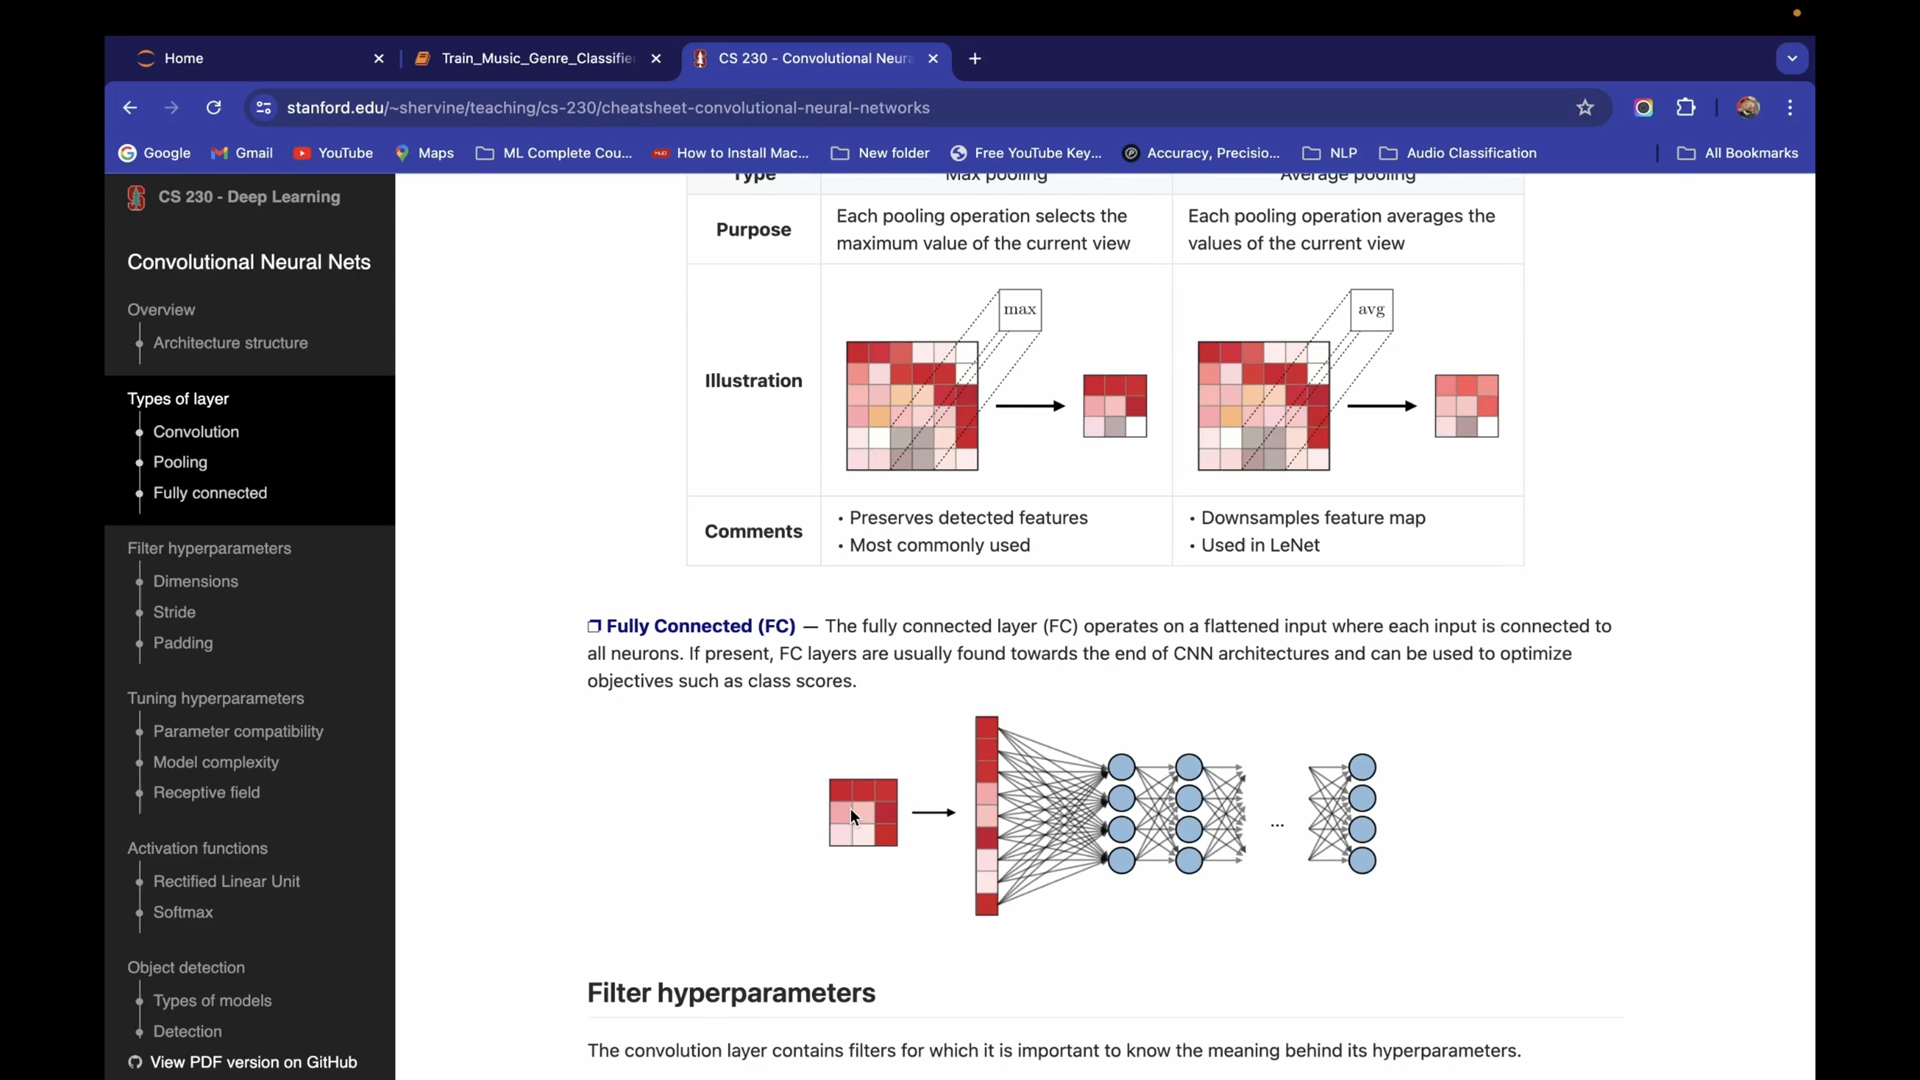 Home
Train_Music_Genre_Classifie
CS 230 - Convolutional Neura
stanford.edu/~shervine/teaching/cs-230/cheatsheet-convolutional-neural-networks
Google
Gmail
YouTube
Maps
ML Complete Cou...
How to Install Mac...
New folder
Free YouTube Key...
Accuracy, Precisio...
NLP
Audio Classification
All Bookmarks
CS 230 - Deep Learning
Convolutional Neural Nets
Overview
Architecture structure
Types of layer
Convolution
Pooling
Fully connected
Filter hyperparameters
Dimensions
Stride
Padding
Tuning hyperparameters
Parameter compatibility
Model complexity
Receptive field
Activation functions
Rectified Linear Unit
Softmax
Object detection
Types of models
Detection
View PDF version on GitHub
Type
Max pooling
Average pooling
Purpose
Each pooling operation selects the
maximum value of the current view
Each pooling operation averages the
values of the current view
Illustration
max
avg
Comments
• Preserves detected features
• Most commonly used
• Downsamples feature map
• Used in LeNet
Fully Connected (FC) — The fully connected layer (FC) operates on a flattened input where each input is connected to
all neurons. If present, FC layers are usually found towards the end of CNN architectures and can be used to optimize
objectives such as class scores.
...
Filter hyperparameters
The convolution layer contains filters for which it is important to know the meaning behind its hyperparameters.